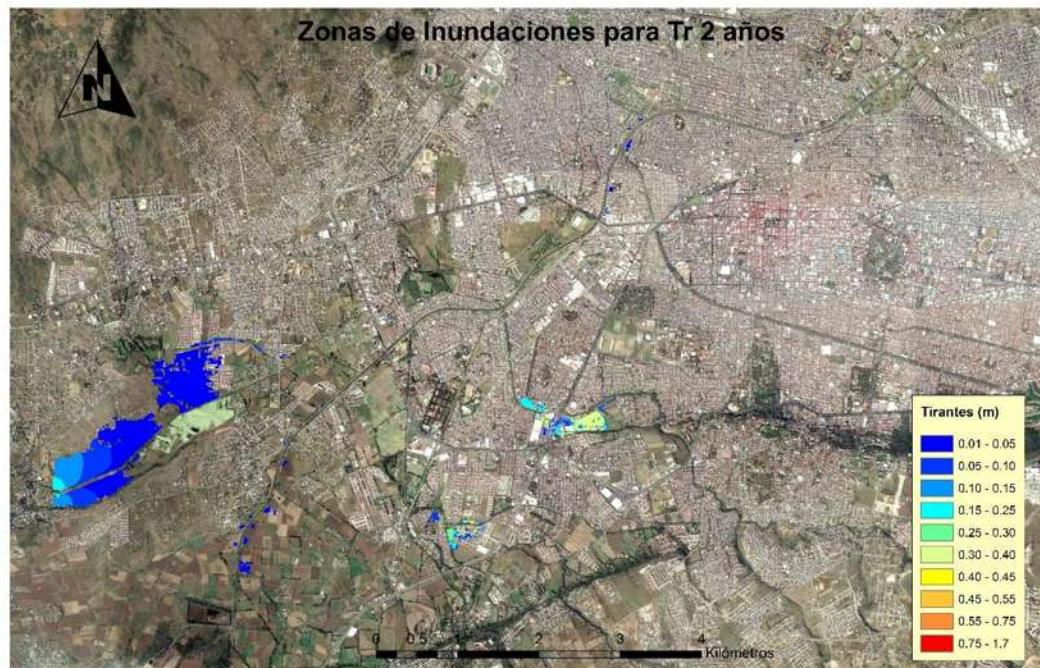 Zonas de Inundaciones para Tr 2 años
N
Tirantes (m)
0.01 - 0.05
0.05 - 0.10
0.10 - 0.15
0.15 - 0.25
0.25 - 0.30
0.30 - 0.40
0.40 - 0.45
0.45 - 0.55
0.55 - 0.75
0.75 - 1.7
0 0.5 1 2 3 4
Kilómetros